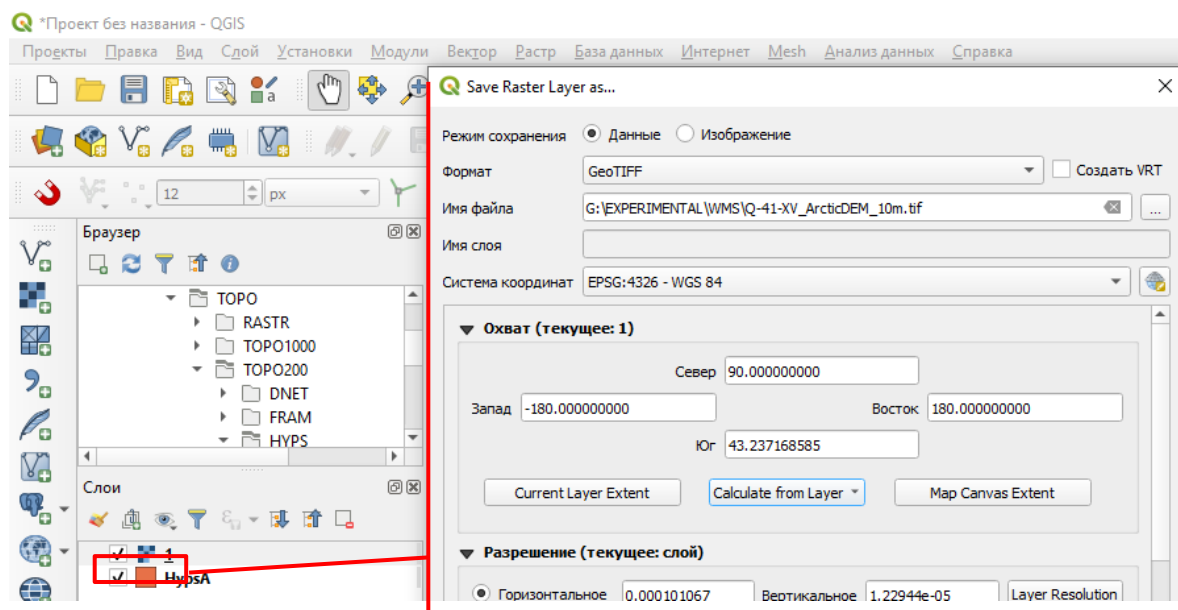 *Проект без названия - QGIS
Проекты Правка Вид Слой Установки Модули Вектор Растр База данных Интернет Mesh Анализ данных Справка
12
px
Браузер
TOPO
RASTR
TOPO1000
TOPO200
DNET
FRAM
HYPS
Слои
1
HypsA
Save Raster Layer as...
Режим сохранения Данные Изображение
Формат GeoTIFF Создать VRT
Имя файла G:\EXPERIMENTAL\WMS\Q-41-XV_ArcticDEM_10m.tif ...
Имя слоя
Система координат EPSG:4326 - WGS 84
Охват (текущее: 1)
Север 90.000000000
Запад -180.000000000 Восток 180.000000000
Юг 43.237168585
Current Layer Extent Calculate from Layer Map Canvas Extent
Разрешение (текущее: слой)
Горизонтальное 0.000101067 Вертикальное 1.22944e-05 Layer Resolution